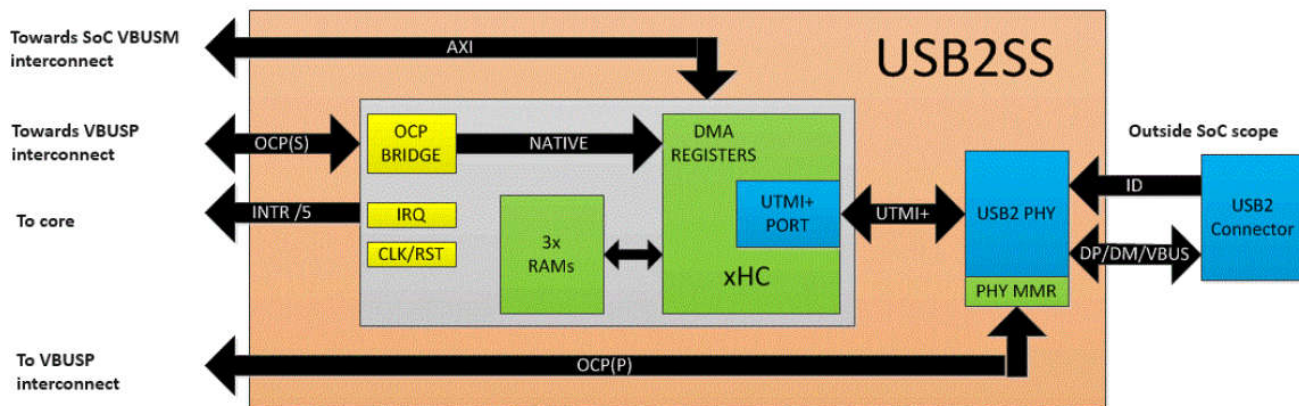 Towards SoC VBUSM
interconnect
AXI
USB2SS
Towards VBUSP
interconnect
OCP(S)
OCP
BRIDGE
NATIVE
DMA
REGISTERS
Outside SoC scope
To core
INTR /5
IRQ
CLK/RST
3x
RAMs
UTMI+
PORT
xHC
UTMI+
USB2 PHY
PHY MMR
ID
DP/DM/VBUS
USB2
Connector
To VBUSP
interconnect
OCP(P)